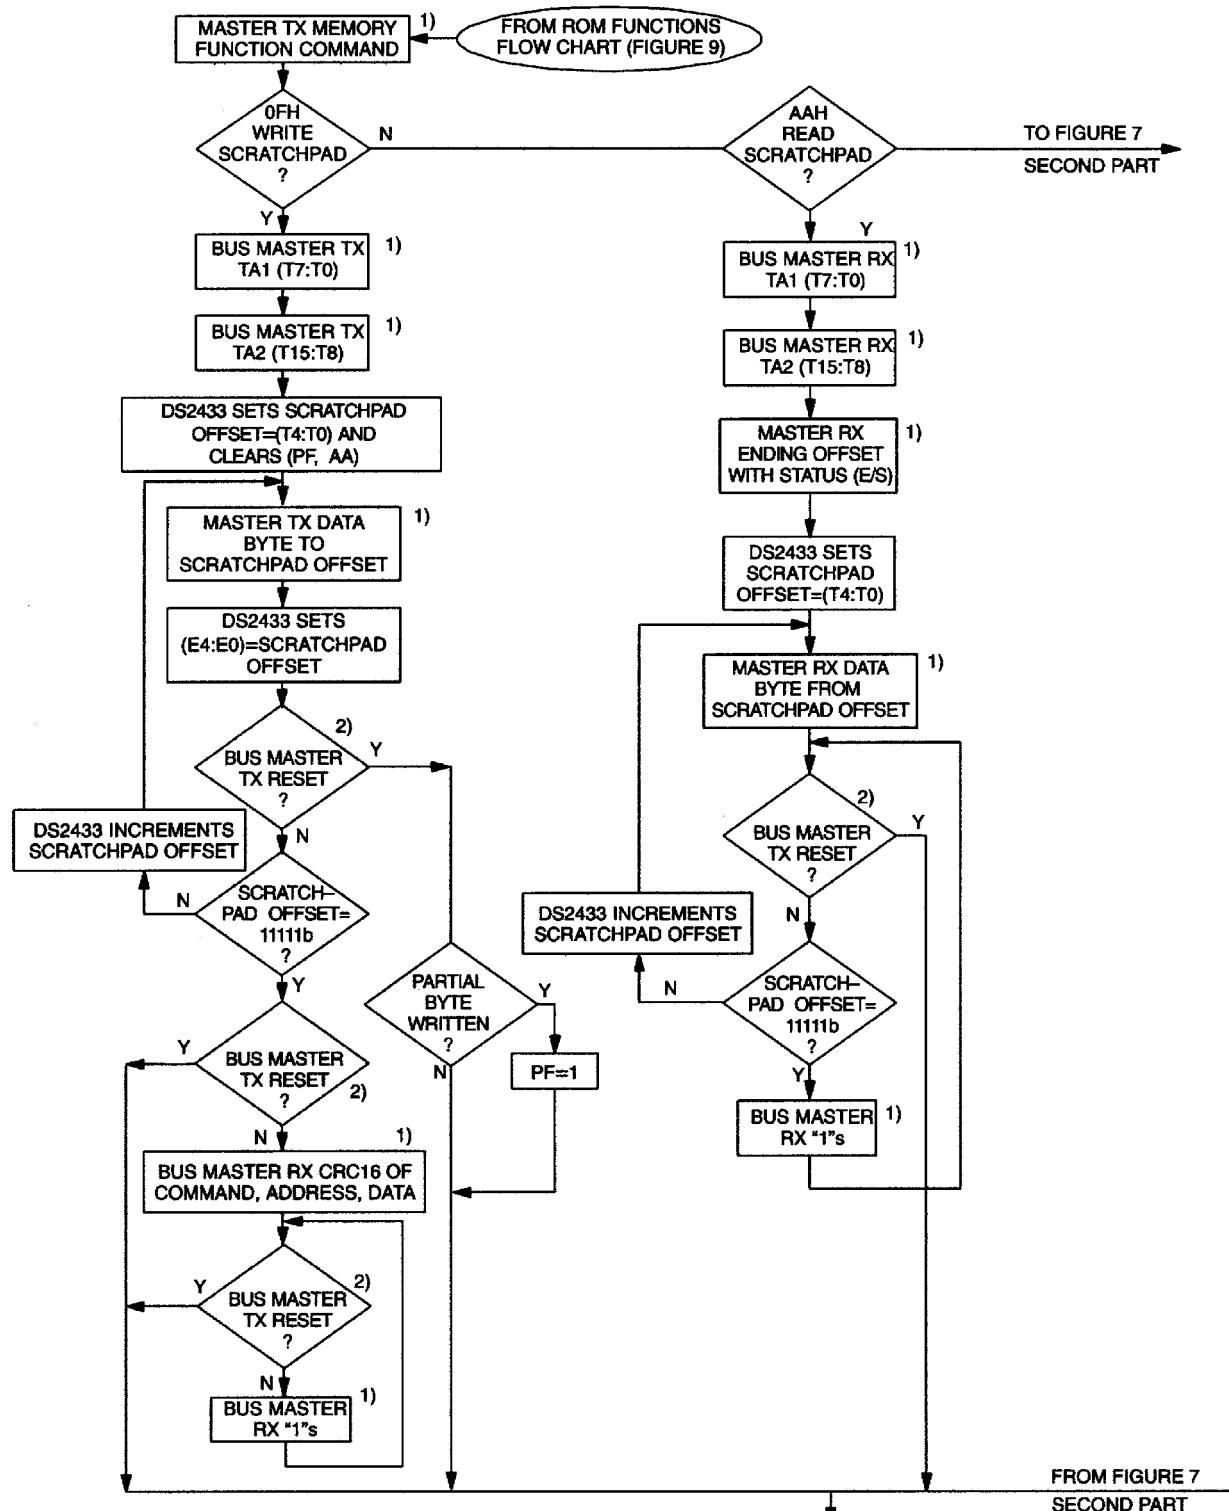 MASTER TX MEMORY
FUNCTION COMMAND
1)
FROM ROM FUNCTIONS
FLOW CHART (FIGURE 9)
0FH
WRITE
SCRATCHPAD
?
N
Y
AAH
READ
SCRATCHPAD
?
TO FIGURE 7
SECOND PART
Y
BUS MASTER TX
TA1 (T7:T0)
1)
BUS MASTER TX
TA2 (T15:T8)
1)
DS2433 SETS SCRATCHPAD
OFFSET=(T4:T0) AND
CLEARS (PF, AA)
MASTER TX DATA
BYTE TO
SCRATCHPAD OFFSET
1)
DS2433 SETS
(E4:E0)=SCRATCHPAD
OFFSET
BUS MASTER
TX RESET
?
2)
Y
N
DS2433 INCREMENTS
SCRATCHPAD OFFSET
N
SCRATCH–
PAD OFFSET=
11111b
?
Y
PARTIAL
BYTE
WRITTEN
?
Y
N
PF=1
Y
BUS MASTER
TX RESET
?
2)
N
BUS MASTER RX CRC16 OF
COMMAND, ADDRESS, DATA
1)
Y
BUS MASTER
TX RESET
?
2)
N
BUS MASTER
RX “1”s
1)
BUS MASTER RX
TA1 (T7:T0)
1)
BUS MASTER RX
TA2 (T15:T8)
1)
MASTER RX
ENDING OFFSET
WITH STATUS (E/S)
1)
DS2433 SETS
SCRATCHPAD
OFFSET=(T4:T0)
MASTER RX DATA
BYTE FROM
SCRATCHPAD OFFSET
1)
BUS MASTER
TX RESET
?
2)
Y
N
DS2433 INCREMENTS
SCRATCHPAD OFFSET
N
SCRATCH–
PAD OFFSET=
11111b
?
Y
BUS MASTER
RX “1”s
1)
FROM FIGURE 7
SECOND PART